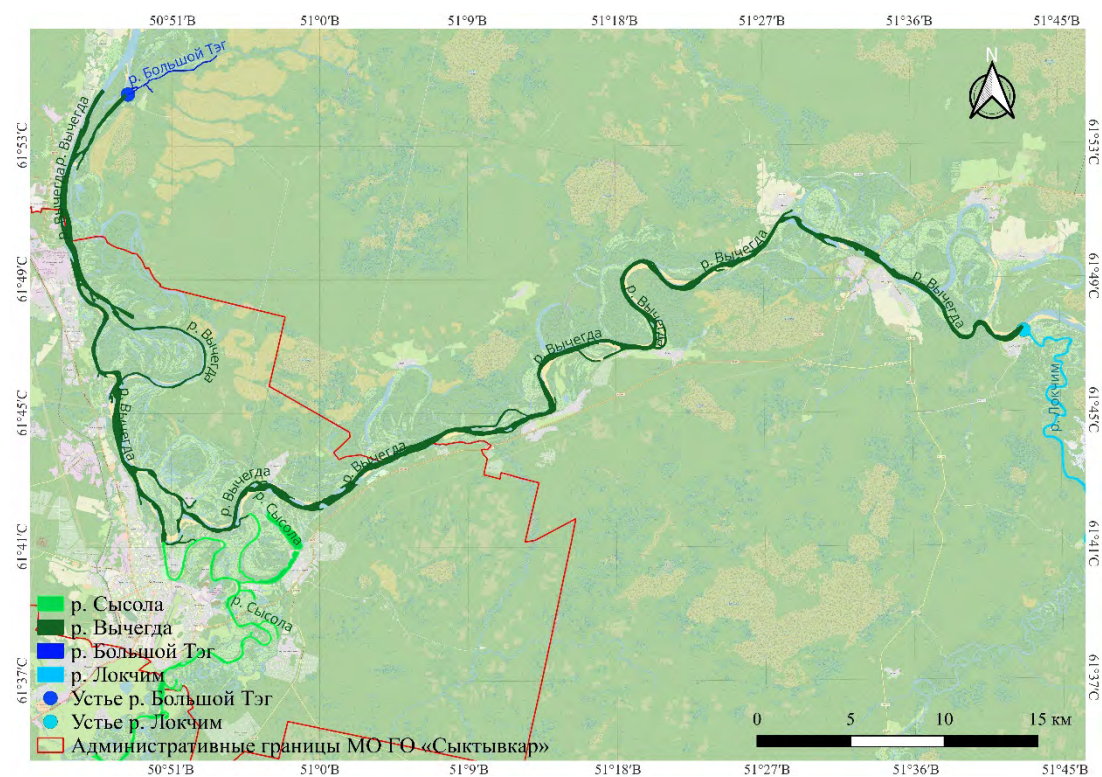 50°51'В 51°0'В 51°9'В 51°18'В 51°27'В 51°36'В 51°45'В
р. Большой Тэг
N
р. Вычегда
61°53'С
61°53'С
р. Вычегда
р. Вычегда
61°49'С
61°49'С
р. Вычегда
р. Вычегда
р. Вычегда
р. Вычегда
р. Локчим
р. Вычегда
61°45'С
61°45'С
р. Вычегда
р. Вычегда
р. Сысола
61°41'С
61°41'С
р. Сысола
61°37'С
61°37'С
р. Сысола
р. Вычегда
р. Большой Тэг
р. Локчим
Устье р. Большой Тэг
Устье р. Локчим
Административные границы МО ГО «Сыктывкар»
0 5 10 15 км
50°51'В 51°0'В 51°9'В 51°18'В 51°27'В 51°36'В 51°45'В